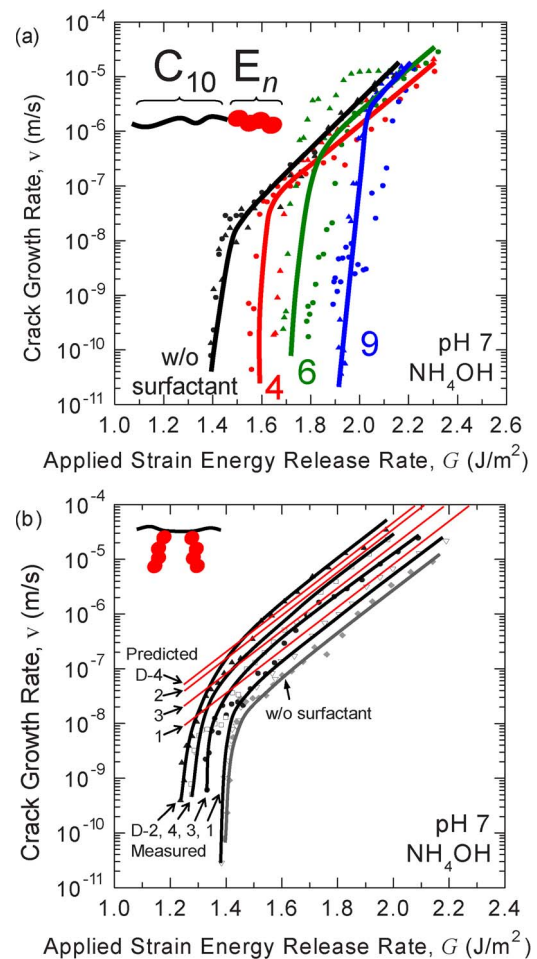 (a)
C10 En
10-4
10-5
10-6
10-7
10-8
10-9
10-10
10-11
Crack Growth Rate, v (m/s)
w/o
surfactant
4
6
9
pH 7
NH4OH
1.0 1.2 1.4 1.6 1.8 2.0 2.2 2.4 2.6
Applied Strain Energy Release Rate, G (J/m2)
(b)
10-4
10-5
10-6
10-7
10-8
10-9
10-10
10-11
Crack Growth Rate, v (m/s)
Predicted
D-4
2
3
1
w/o surfactant
D-2, 4, 3, 1
Measured
pH 7
NH4OH
1.0 1.2 1.4 1.6 1.8 2.0 2.2 2.4
Applied Strain Energy Release Rate, G (J/m2)